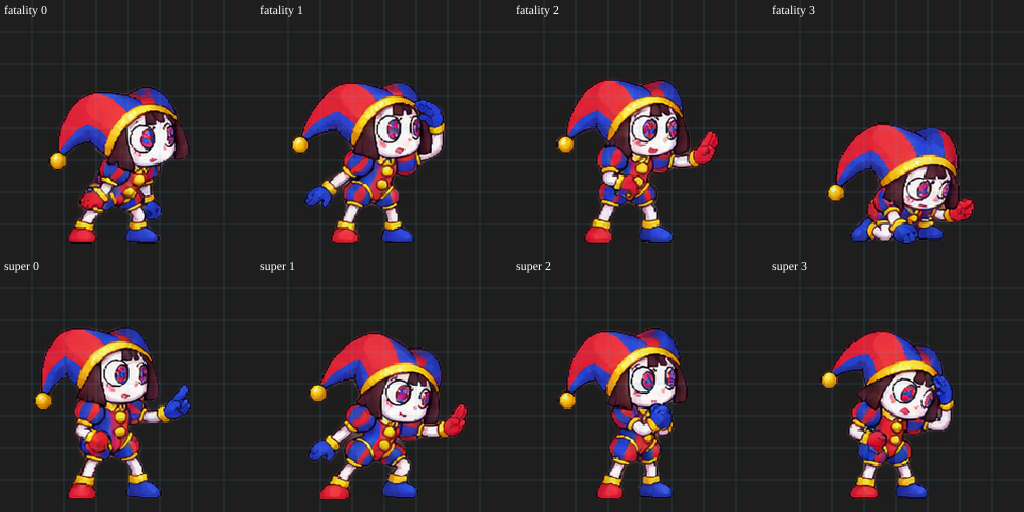 fatality 0
fatality 1
fatality 2
fatality 3
super 0
super 1
super 2
super 3